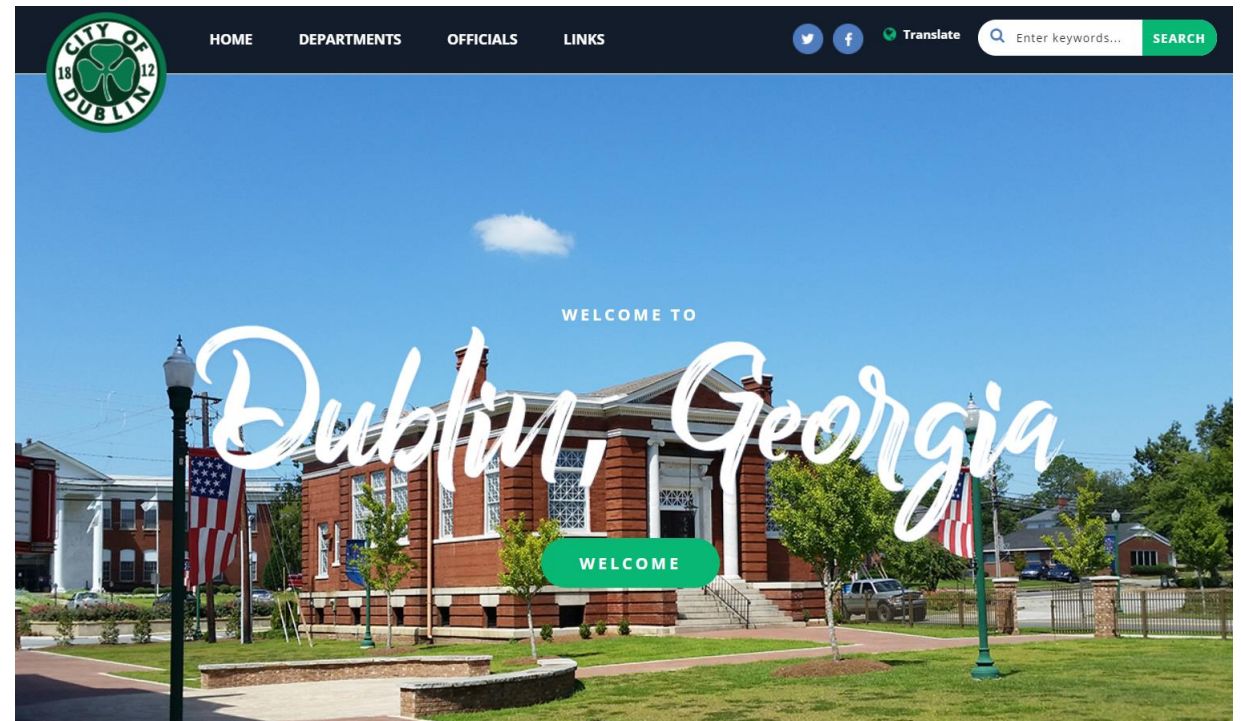 CITY OF
18 12
DUBLIN
HOME DEPARTMENTS OFFICIALS LINKS
Translate
Enter keywords...
SEARCH
WELCOME TO
Dublin, Georgia
WELCOME